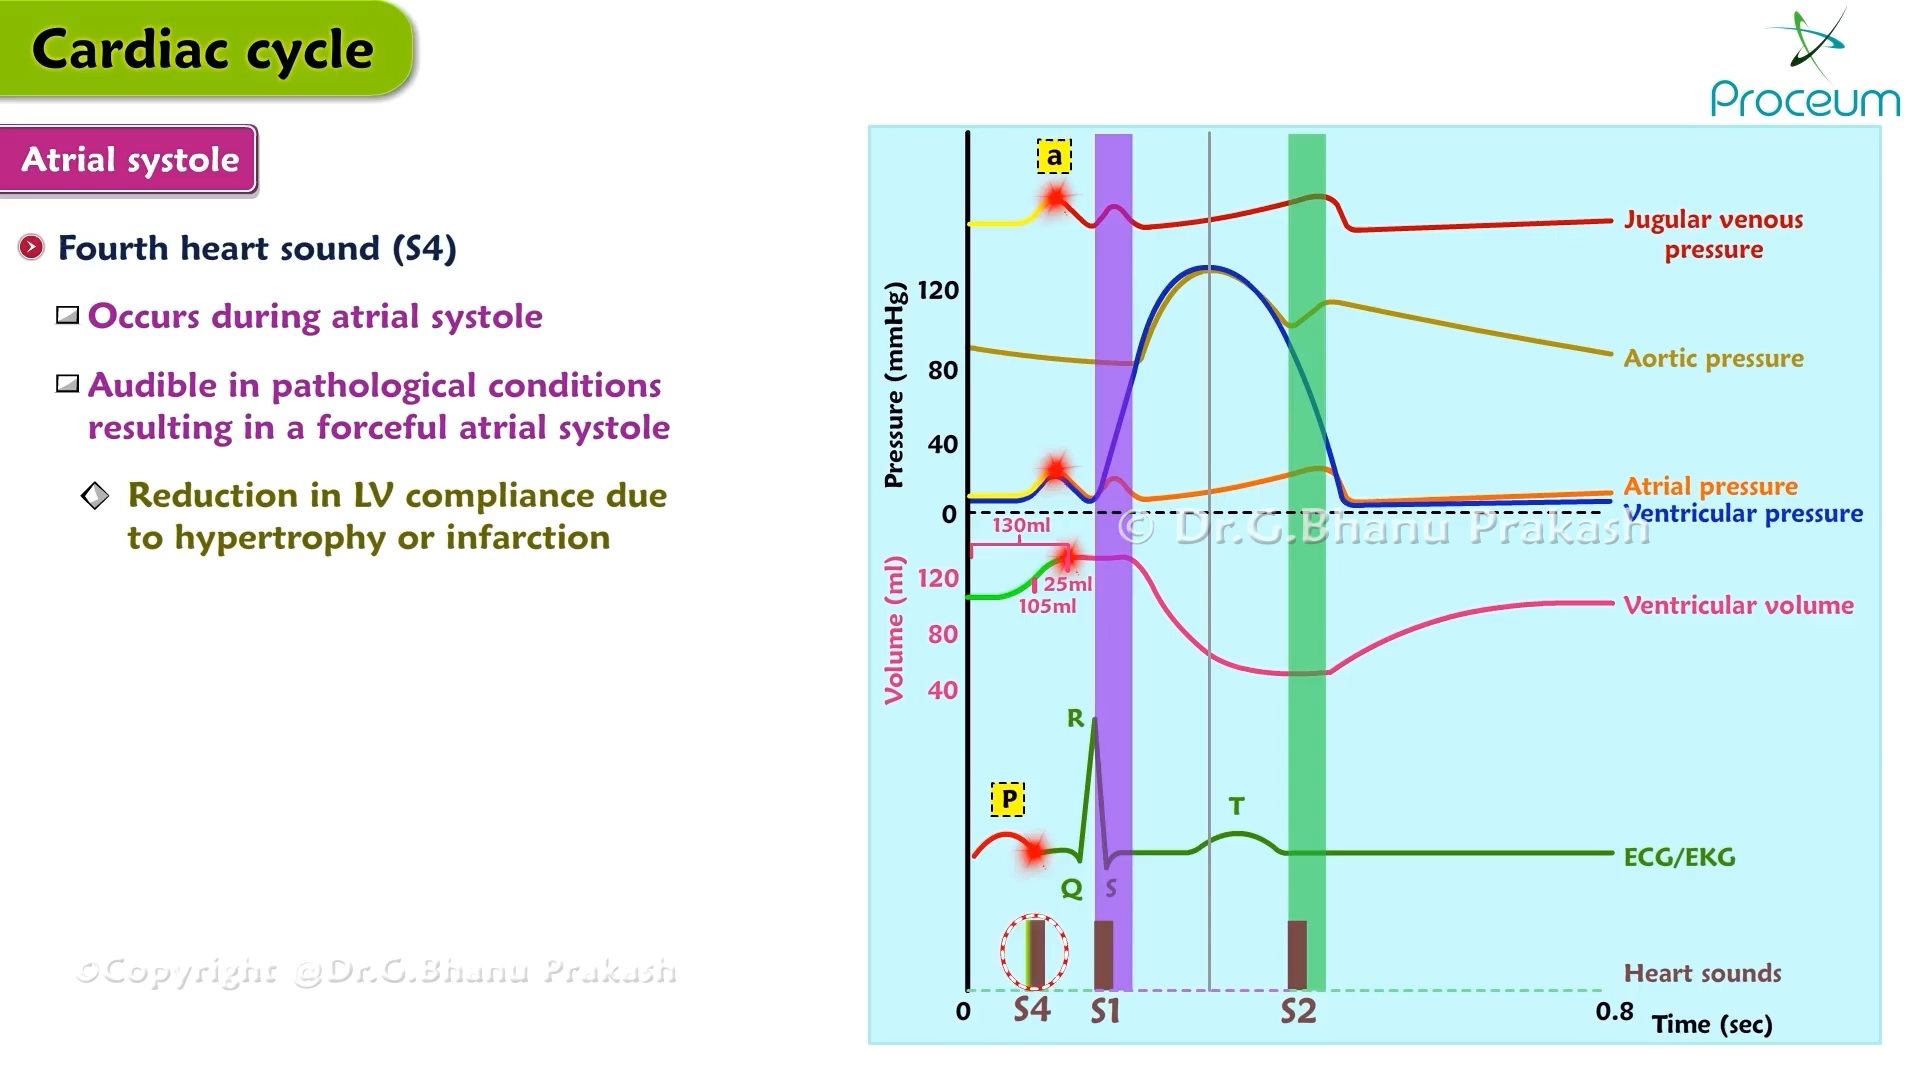 Cardiac cycle
Proceum
Atrial systole
Fourth heart sound (S4)
Occurs during atrial systole
Audible in pathological conditions
resulting in a forceful atrial systole
Reduction in LV compliance due
to hypertrophy or infarction
a
Jugular venous
pressure
Pressure (mmHg)
120
80
40
0
Aortic pressure
Atrial pressure
Ventricular pressure
© Dr.G.Bhanu Prakash
130ml
25ml
105ml
Volume (ml)
120
80
40
Ventricular volume
R
P
T
Q
S
ECG/EKG
Heart sounds
©Copyright @Dr.G.Bhanu Prakash
0
S4
S1
S2
0.8
Time (sec)